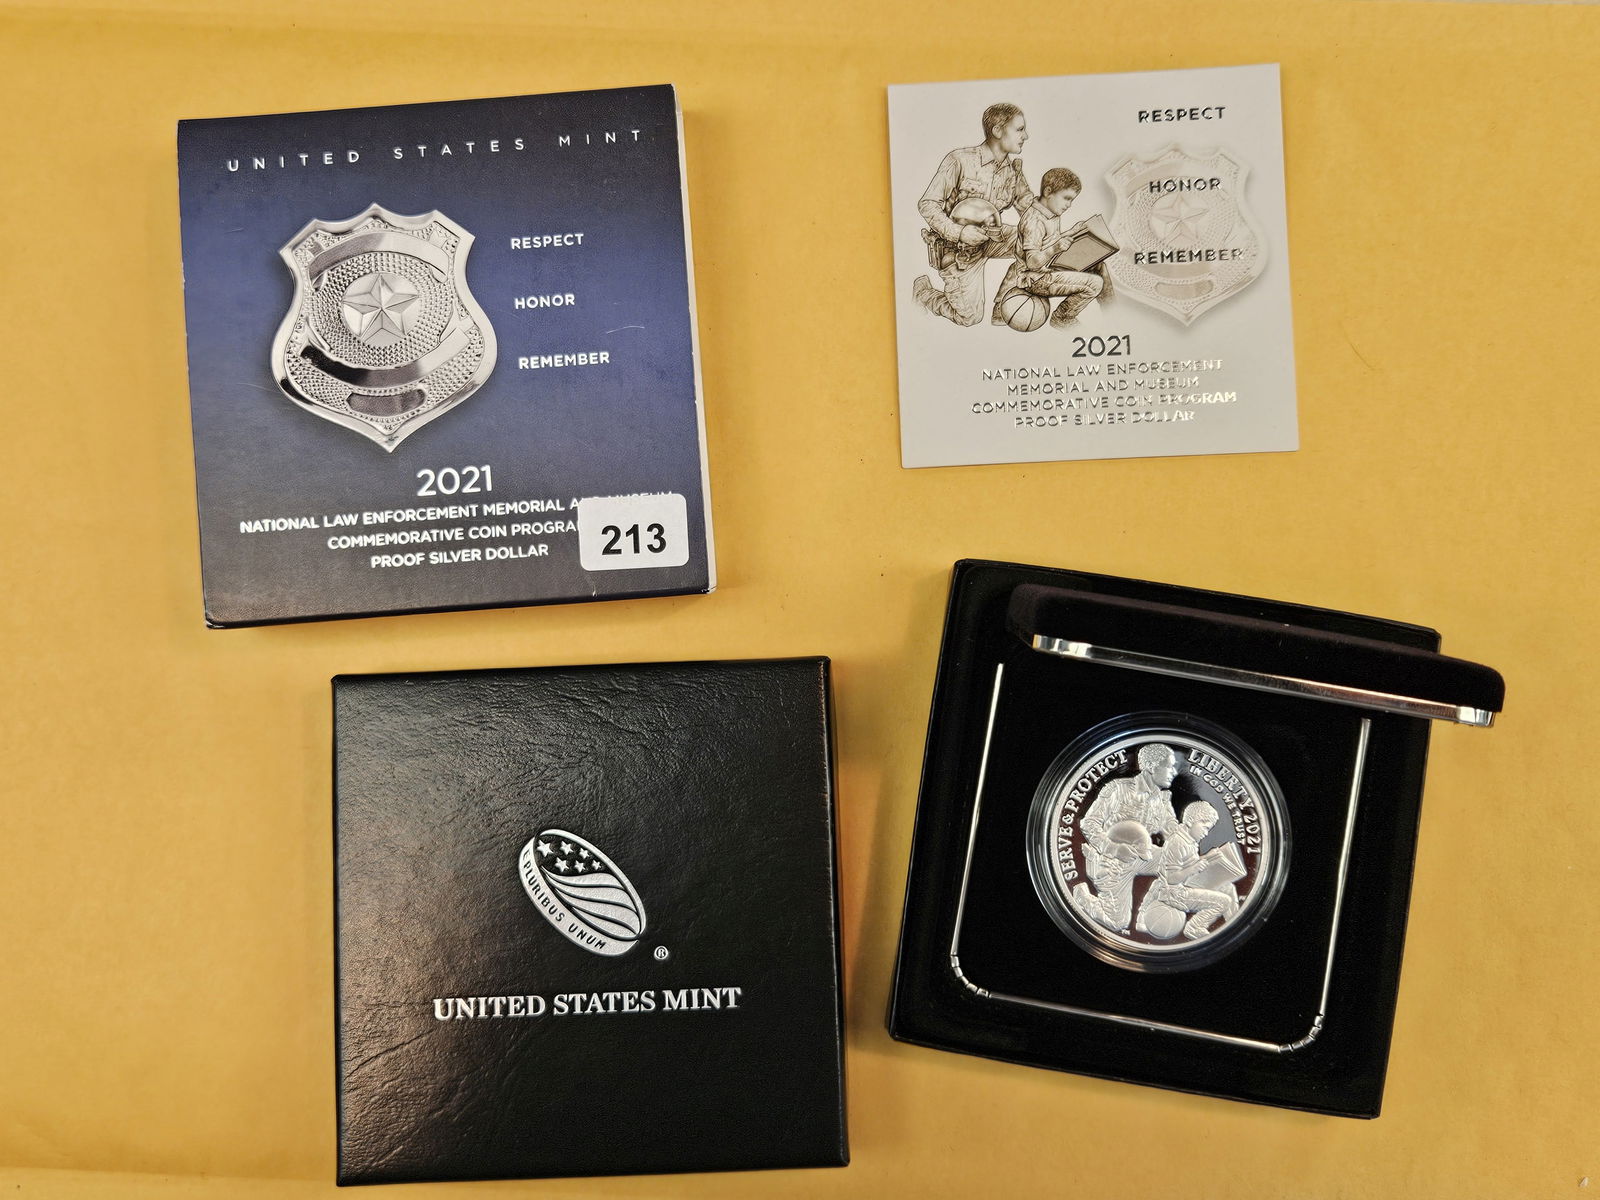 UNITED STATES MINT
RESPECT
HONOR
REMEMBER
2021
NATIONAL LAW ENFORCEMENT MEMORIAL AND MUSEUM
COMMEMORATIVE COIN PROGRA
PROOF SILVER DOLLAR
213
RESPECT
HONOR
REMEMBER
2021
NATIONAL LAW ENFORCEMENT
MEMORIAL AND MUSEUM
COMMEMORATIVE COIN PROGRAM
PROOF SILVER DOLLAR
E PLURIBUS UNUM
®
UNITED STATES MINT
SERVE & PROTECT
LIBERTY 2021
IN GOD WE TRUST